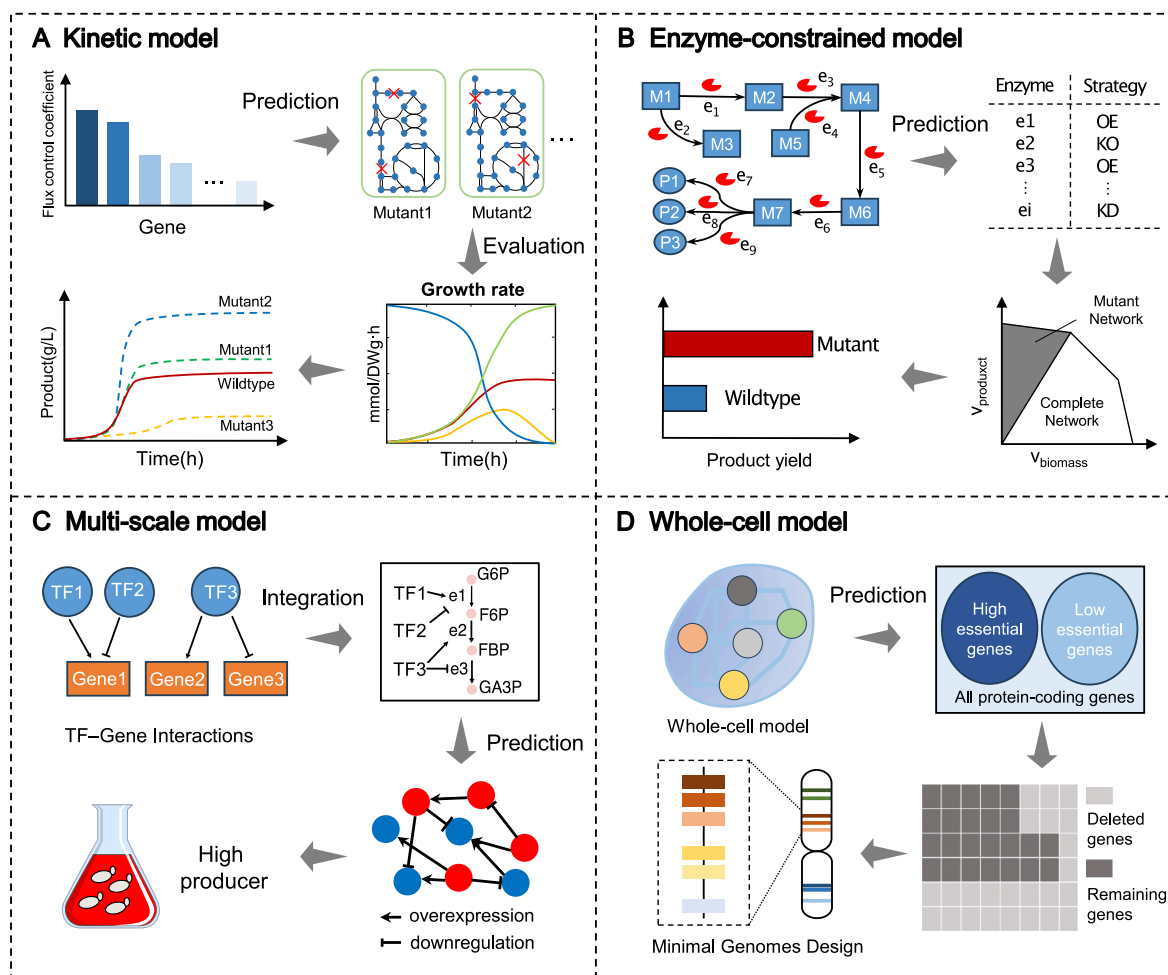 A Kinetic model
Flux control coefficient
...
Gene
Prediction
Mutant1
Mutant2
...
Evaluation
Growth rate
mmol/DWg·h
Time(h)
Product(g/L)
Mutant2
Mutant1
Wildtype
Mutant3
Time(h)
B Enzyme-constrained model
M1
e1
M2
e3
M4
e2
M3
M5
e4
e5
P1
e7
P2
e8
P3
e9
M7
e6
M6
Prediction
Enzyme Strategy
e1 OE
e2 KO
e3 OE
⋮ ⋮
ei KD
Mutant
Network
Complete
Network
vproduxct
vbiomass
Mutant
Wildtype
Product yield
C Multi-scale model
TF1
TF2
TF3
Gene1
Gene2
Gene3
TF–Gene Interactions
Integration
G6P
TF1
e1
F6P
TF2
e2
FBP
TF3
e3
GA3P
Prediction
High
producer
overexpression
downregulation
D Whole-cell model
Whole-cell model
Prediction
High
essential
genes
Low
essential
genes
All protein-coding genes
Deleted
genes
Remaining
genes
Minimal Genomes Design